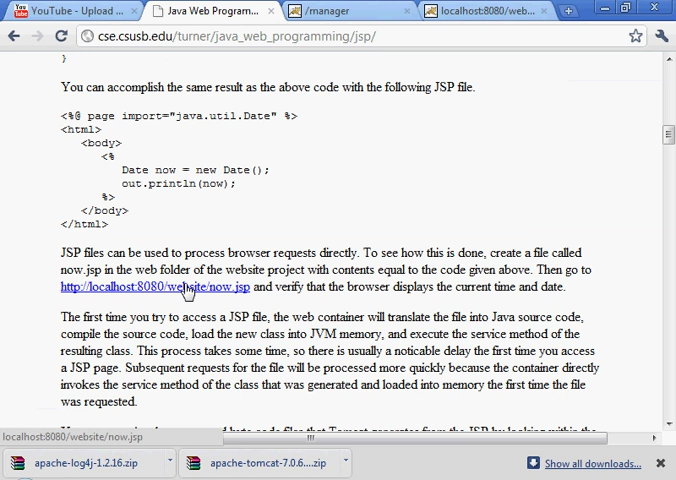 YouTube - Upload ...
Java Web Program...
/manager
localhost:8080/web...
cse.csusb.edu/turner/java_web_programming/jsp/
}
You can accomplish the same result as the above code with the following JSP file.
<%@ page import="java.util.Date" %>
<html>
<body>
<%
Date now = new Date();
out.println(now);
%>
</body>
</html>
JSP files can be used to process browser requests directly. To see how this is done, create a file called
now.jsp in the web folder of the website project with contents equal to the code given above. Then go to
http://localhost:8080/website/now.jsp and verify that the browser displays the current time and date.
The first time you try to access a JSP file, the web container will translate the file into Java source code,
compile the source code, load the new class into JVM memory, and execute the service method of the
resulting class. This process takes some time, so there is usually a noticable delay the first time you access
a JSP page. Subsequent requests for the file will be processed more quickly because the container directly
invokes the service method of the class that was generated and loaded into memory the first time the file
was requested.
localhost:8080/website/now.jsp
apache-log4j-1.2.16.zip
apache-tomcat-7.0.6....zip
Show all downloads...